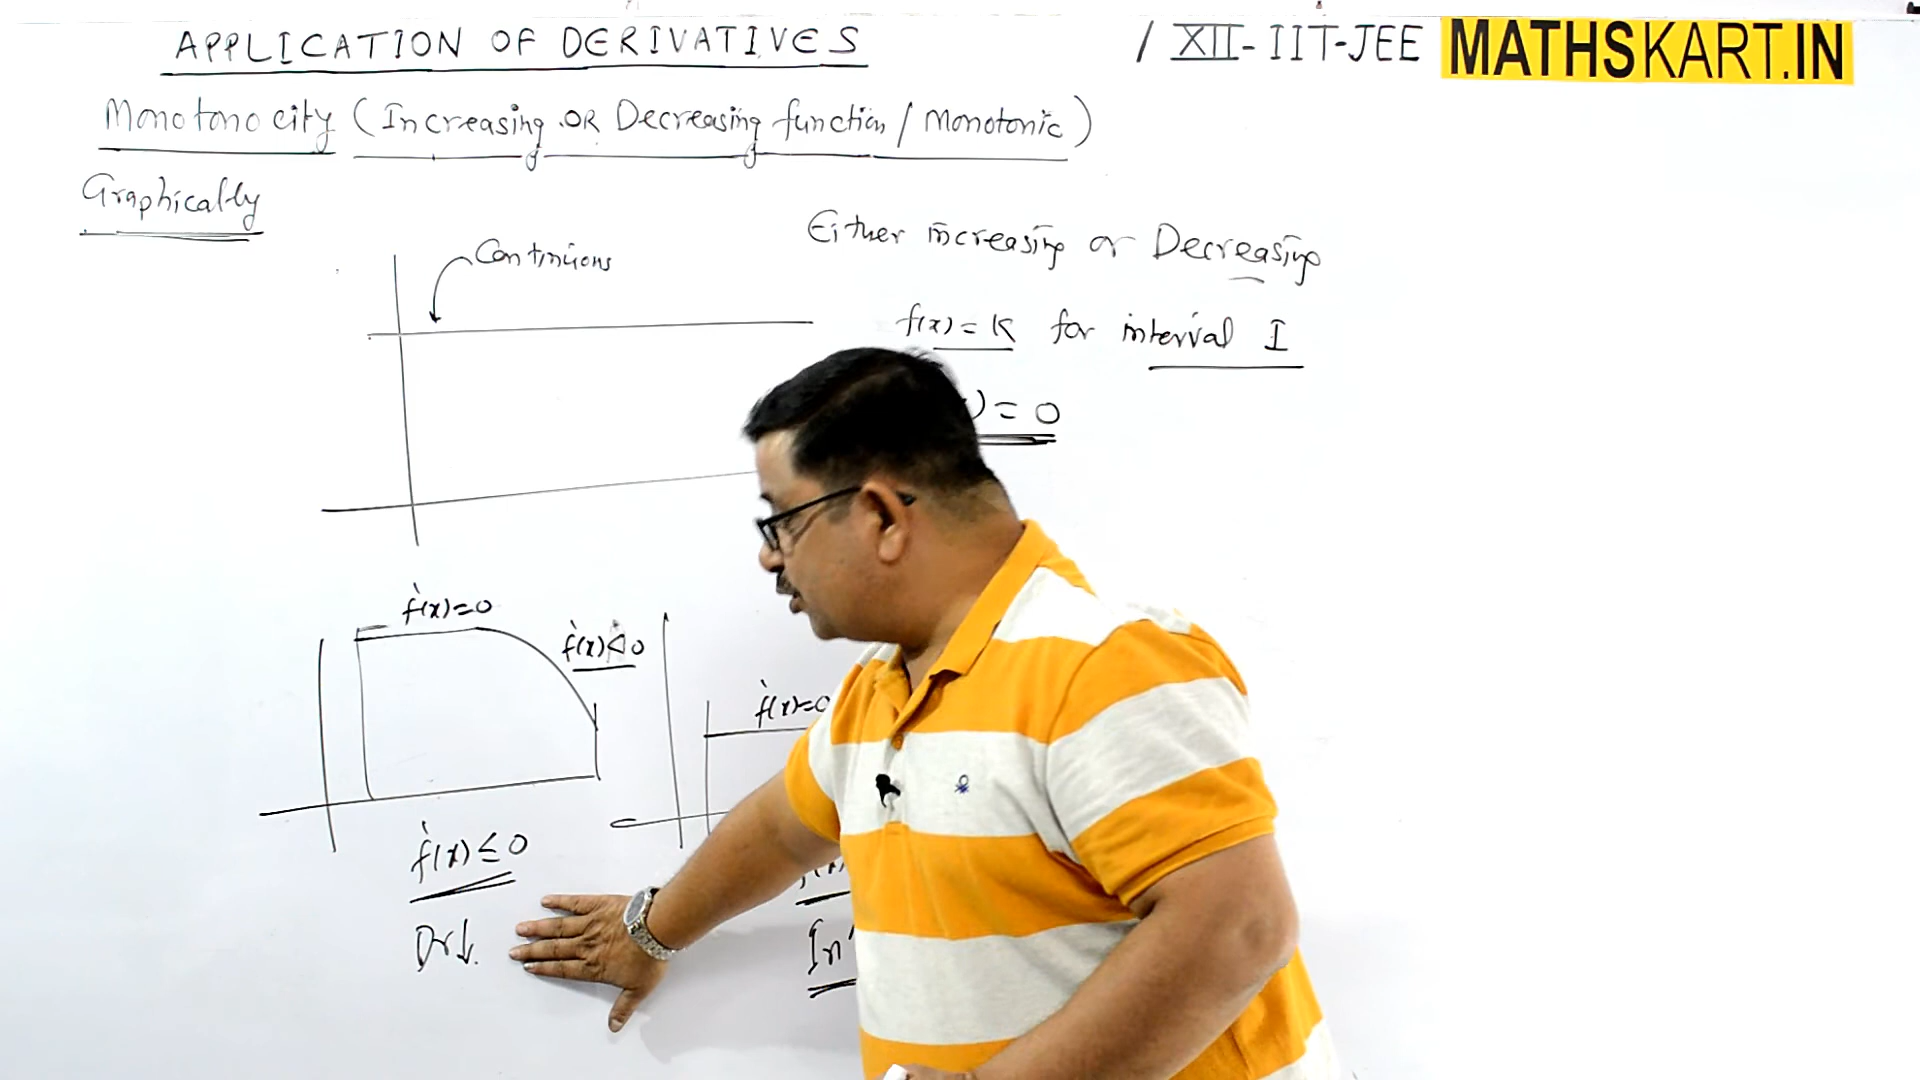 APPLICATION OF DERIVATIVES / XII - IIT-JEE MATHSKART.IN
Monotonocity (Increasing OR Decreasing function / Monotonic)
Graphically
Continuous
Either increasing or Decreasing
f(x) = K for interval I
) = 0
f'(x)=0
f'(x)<0
f'(x)=0
f'(x) ≤ 0
Dr↓.
In